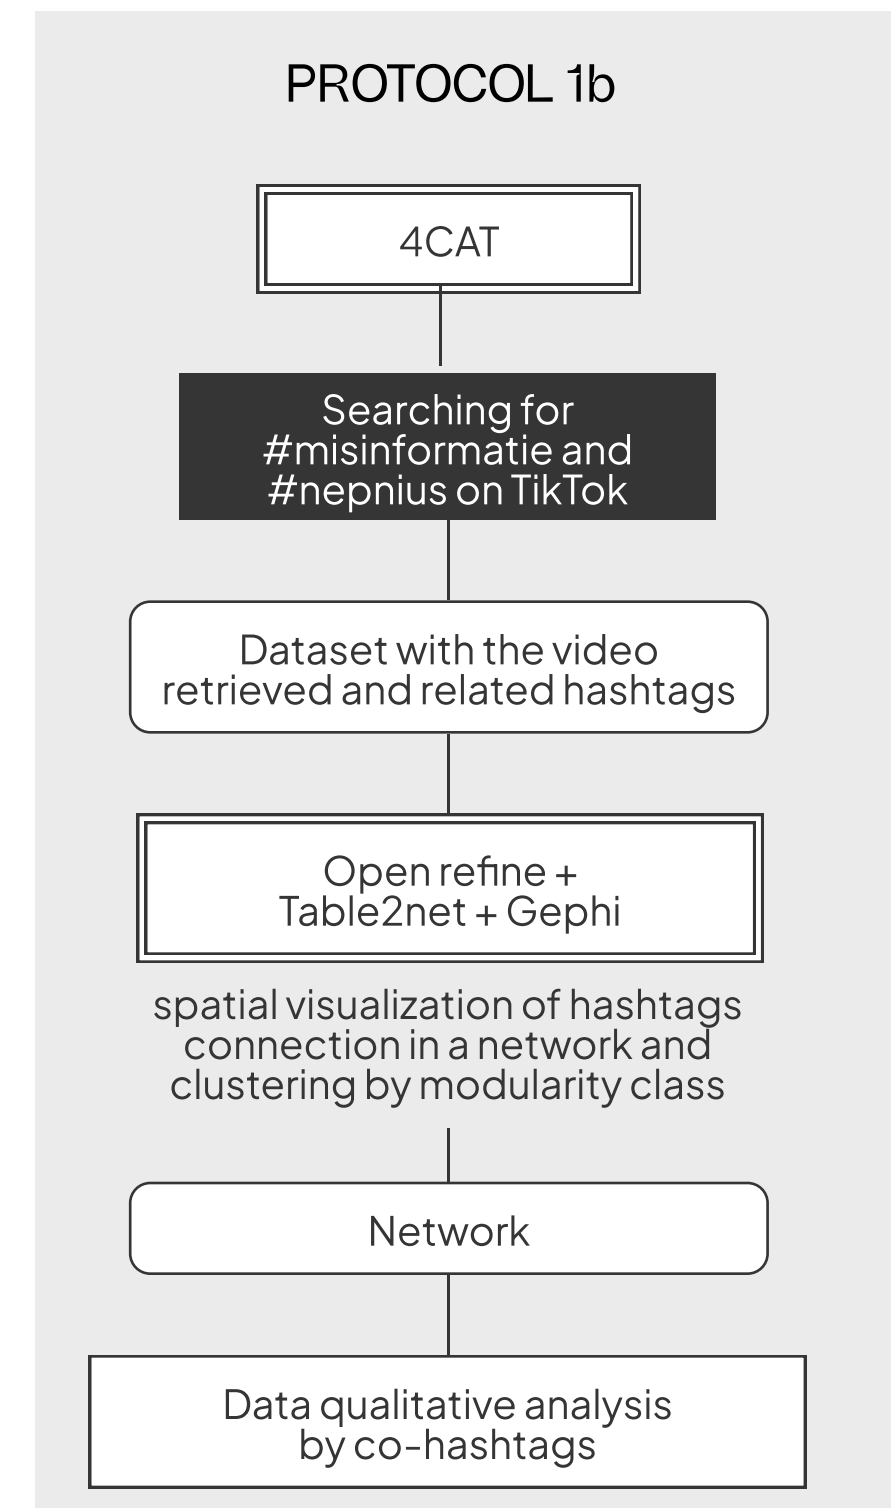 PROTOCOL 1b
4CAT
Searching for
#misinformatie and
#nepnius on TikTok
Dataset with the video
retrieved and related hashtags
Open refine +
Table2net + Gephi
spatial visualization of hashtags
connection in a network and
clustering by modularity class
Network
Data qualitative analysis
by co-hashtags